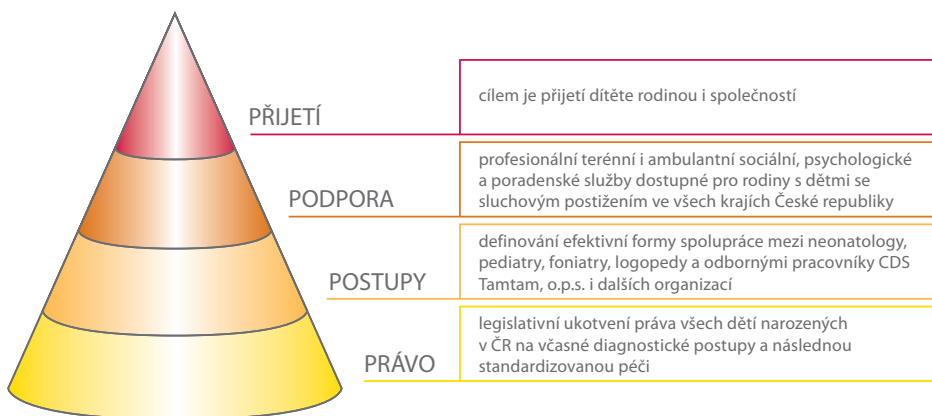 PŘIJETÍ
cílem je přijetí dítěte rodinou i společností
PODPORA
profesionální terénní i ambulantní sociální, psychologické
a poradenské služby dostupné pro rodiny s dětmi se
sluchovým postižením ve všech krajích České republiky
POSTUPY
definování efektivní formy spolupráce mezi neonatology,
pediatry, foniatry, logopedy a odbornými pracovníky CDS
Tamtam, o.p.s. i dalších organizací
PRÁVO
legislativní ukotvení práva všech dětí narozených
v ČR na včasné diagnostické postupy a následnou
standardizovanou péči